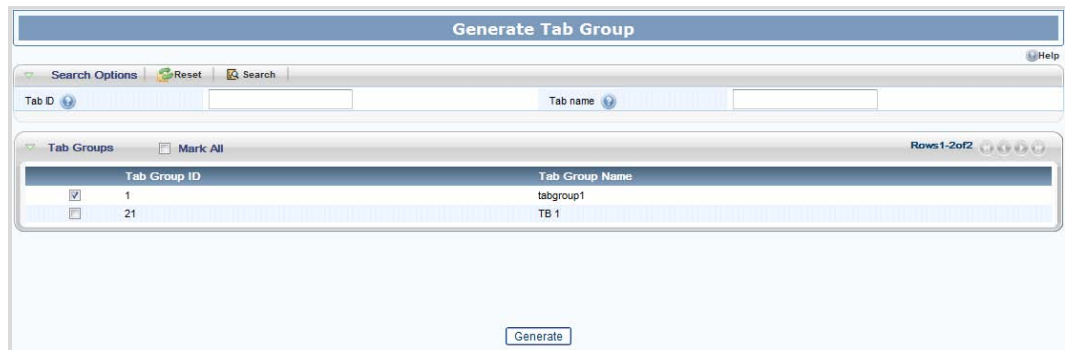 Generate Tab Group
Help
Search Options Reset Search
Tab ID Tab name
Tab Groups Mark All Rows1-2of2
Tab Group ID Tab Group Name
1 tabgroup1
21 TB 1
Generate